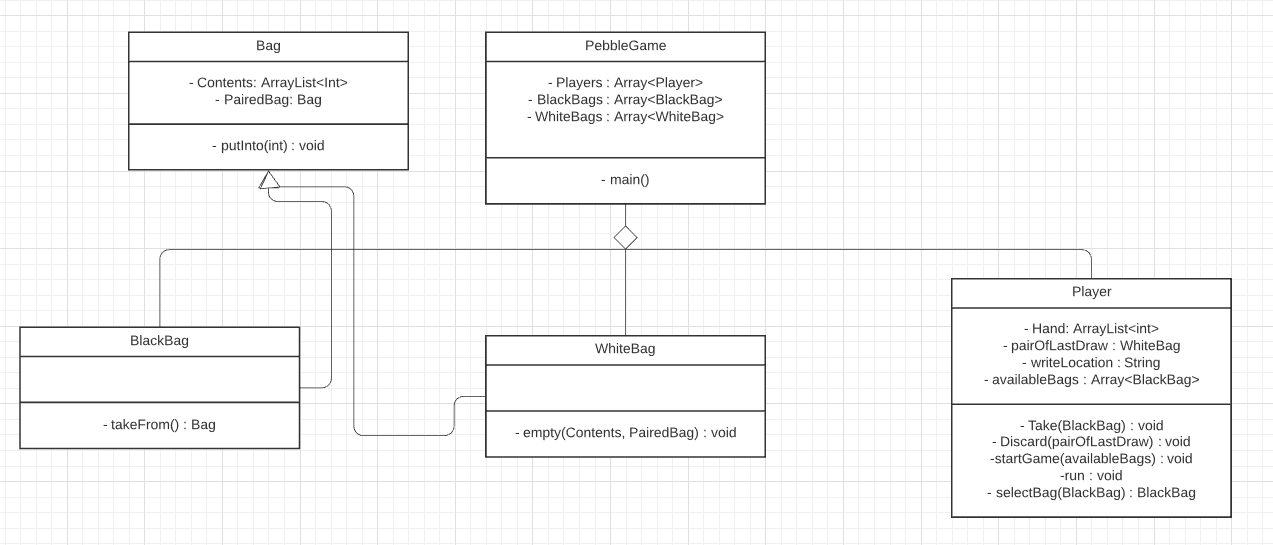 Bag
- Contents: ArrayList<Int>
- PairedBag: Bag
- putInto(int) : void
PebbleGame
- Players : Array<Player>
- BlackBags : Array<BlackBag>
- WhiteBags : Array<WhiteBag>
- main()
BlackBag
- takeFrom() : Bag
WhiteBag
- empty(Contents, PairedBag) : void
Player
- Hand: ArrayList<int>
- pairOfLastDraw : WhiteBag
- writeLocation : String
- availableBags : Array<BlackBag>
- Take(BlackBag) : void
- Discard(pairOfLastDraw) : void
-startGame(availableBags) : void
-run : void
- selectBag(BlackBag) : BlackBag